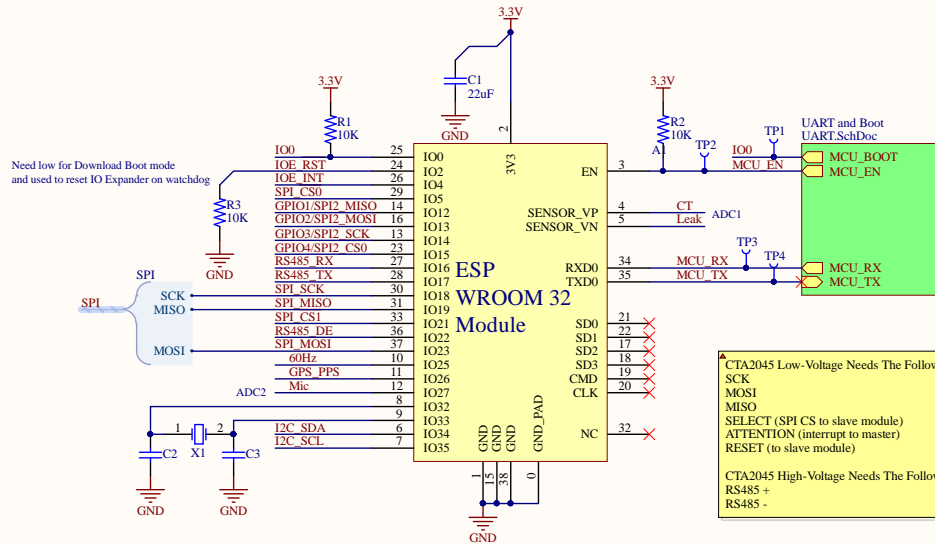 3.3V
C1
22uF
GND
3.3V
R1
10K
3.3V
R2
10K
A1
TP2
TP1
UART and Boot
UART.SchDoc
Need low for Download Boot mode
and used to reset IO Expander on watchdog
R3
10K
GND
IO0 25 IO0
IOE_RST 24 IO2
IOE_INT 26 IO4
SPI_CS0 29 IO5
GPIO1/SPI2_MISO 14 IO12
GPIO2/SPI2_MOSI 16 IO13
GPIO3/SPI2_SCK 13 IO14
GPIO4/SPI2_CS0 23 IO15
RS485_RX 27 IO16
RS485_TX 28 IO17
SPI_SCK 30 IO18
SPI_MISO 31 IO19
SPI_CS1 33 IO21
RS485_DE 36 IO22
SPI_MOSI 37 IO23
60Hz 10 IO25
GPS_PPS 11 IO26
ADC2 Mic 12 IO27
8 IO32
9 IO33
I2C_SDA 6 IO34
I2C_SCL 7 IO35
SPI
SPI
SCK
MISO
MOSI
1 2
C2 X1 C3
GND GND
2
3V3
ESP
WROOM 32
Module
EN 3
SENSOR_VP 4 CT
SENSOR_VN 5 Leak
ADC1
RXD0 34 MCU_RX
TXD0 35 MCU_TX
TP3
TP4
SD0 21
SD1 22
SD2 17
SD3 18
CMD 19
CLK 20
NC 32
GND GND GND GND_PAD
1 15 38 0
GND
IO0
MCU_EN
MCU_BOOT
MCU_EN
MCU_RX
MCU_TX
CTA2045 Low-Voltage Needs The Follow
SCK
MOSI
MISO
SELECT (SPI CS to slave module)
ATTENTION (interrupt to master)
RESET (to slave module)
CTA2045 High-Voltage Needs The Follow
RS485 +
RS485 -